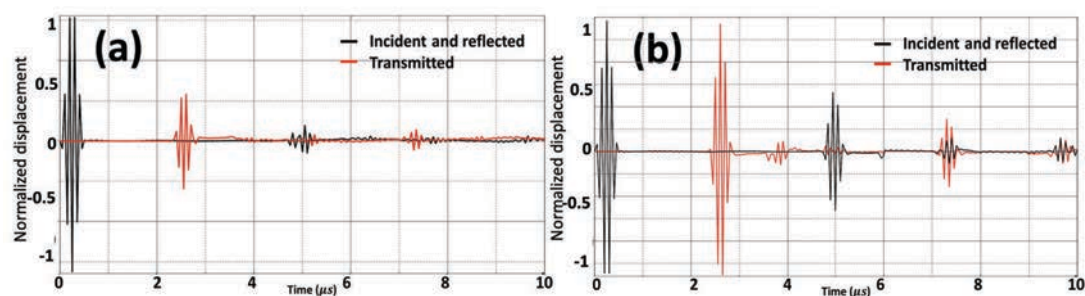 (a)
Incident and reflected
Transmitted
Normalized displacement
1
0.5
0
-0.5
-1
0 2 4 6 8 10
Time (μs)
(b)
Incident and reflected
Transmitted
Normalized displacement
1
0.5
0
-0.5
-1
0 2 4 6 8 10
Time (μs)